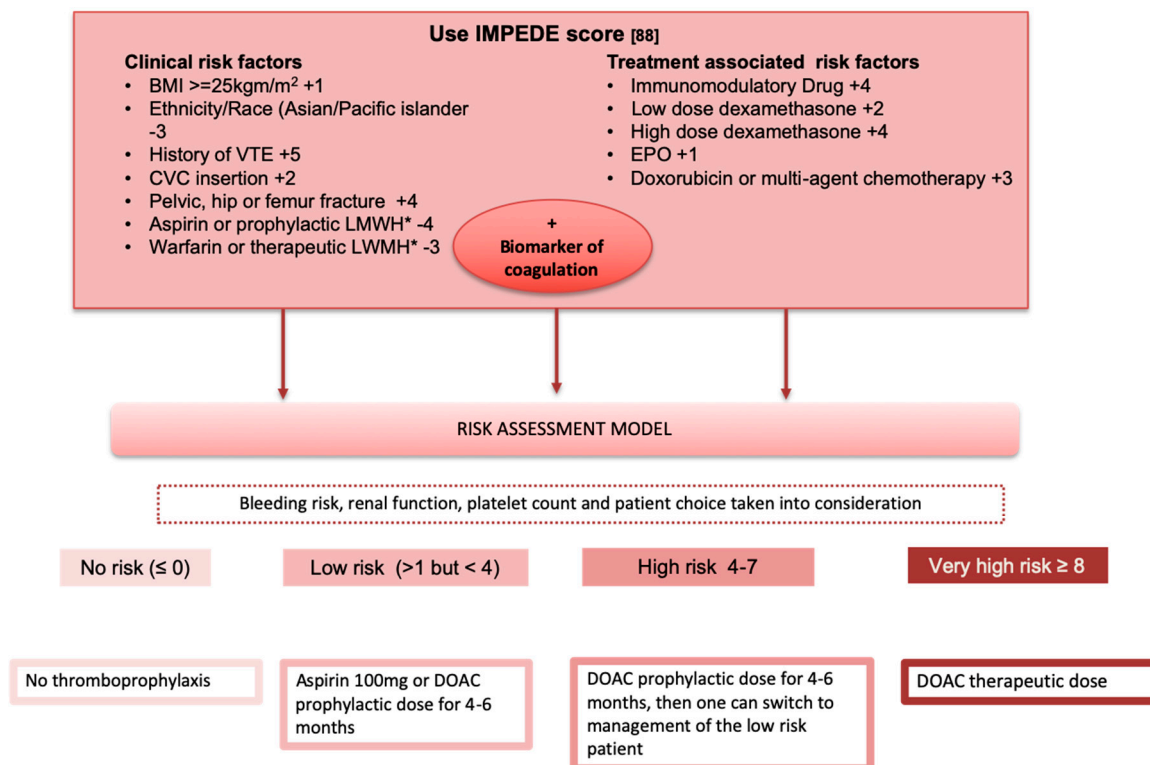 Use IMPEDE score [88]
Clinical risk factors
• BMI >=25kgm/m² +1
• Ethnicity/Race (Asian/Pacific islander
-3
• History of VTE +5
• CVC insertion +2
• Pelvic, hip or femur fracture +4
• Aspirin or prophylactic LMWH* -4
• Warfarin or therapeutic LWMH* -3
Treatment associated risk factors
• Immunomodulatory Drug +4
• Low dose dexamethasone +2
• High dose dexamethasone +4
• EPO +1
• Doxorubicin or multi-agent chemotherapy +3
+
Biomarker of
coagulation
RISK ASSESSMENT MODEL
Bleeding risk, renal function, platelet count and patient choice taken into consideration
No risk (≤ 0)
Low risk (>1 but < 4)
High risk 4-7
Very high risk ≥ 8
No thromboprophylaxis
Aspirin 100mg or DOAC
prophylactic dose for 4-6
months
DOAC prophylactic dose for 4-6
months, then one can switch to
management of the low risk
patient
DOAC therapeutic dose